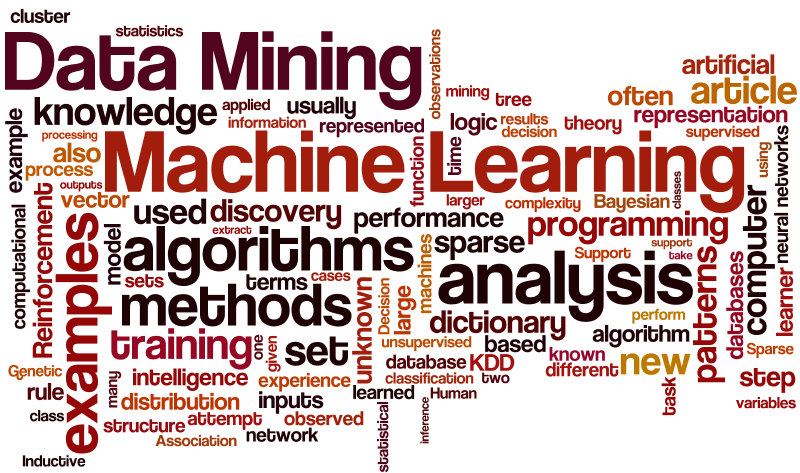 cluster
statistics
Data Mining
observations
mining
tree
often
artificial
article
knowledge
applied
usually
information
represented
logic
results
decision
theory
representation
supervised
example
processing
also
process
outputs
vector
Machine Learning
function
time
larger
complexity
Bayesian
classes
using
neural networks
computational
Reinforcement
examples
model
used
discovery
extract
performance
programming
computer
algorithms
sparse
Support
support
take
sets
terms
cases
machines
analysis
patterns
databases
learner
methods
unknown
Decision
large
dictionary
perform
algorithm
training
one
given
set
unsupervised
based
known
different
new
Sparse
Genetic
rule
many
intelligence
experience
database
KDD
classification
two
step
class
distribution
inputs
learned
Human
task
variables
structure
attempt
observed
statistical
inference
Association
network
Inductive